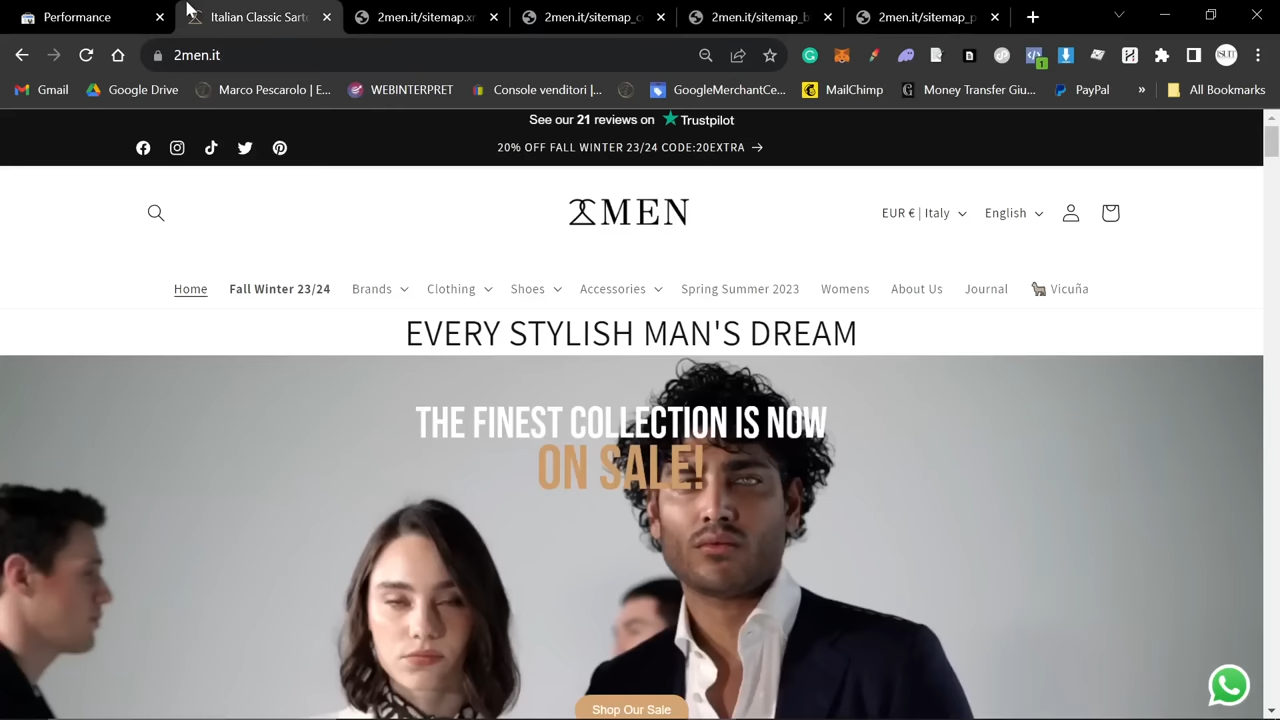 Performance
Italian Classic Sarto
2men.it/sitemap.xm
2men.it/sitemap_c
2men.it/sitemap_b
2men.it/sitemap_p
2men.it
1
Gmail
Google Drive
Marco Pescarolo | E...
WEBINTERPRET
Console venditori |...
GoogleMerchantCe...
MailChimp
Money Transfer Giu...
PayPal
»
All Bookmarks
See our 21 reviews on Trustpilot
20% OFF FALL WINTER 23/24 CODE:20EXTRA →
2MEN
EUR € | Italy
English
Home
Fall Winter 23/24
Brands
Clothing
Shoes
Accessories
Spring Summer 2023
Womens
About Us
Journal
Vicuña
EVERY STYLISH MAN'S DREAM
THE FINEST COLLECTION IS NOW
ON SALE!
Shop Our Sale